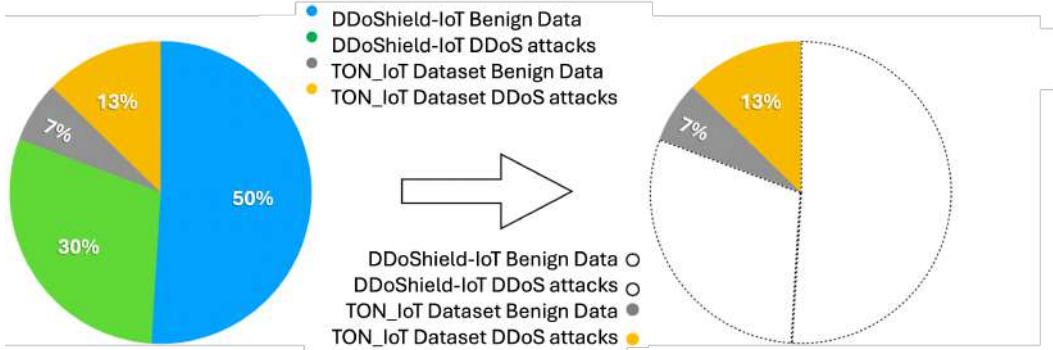 DDoShield-IoT Benign Data
DDoShield-IoT DDoS attacks
TON_IoT Dataset Benign Data
TON_IoT Dataset DDoS attacks
13%
7%
50%
30%
13%
7%
DDoShield-IoT Benign Data
DDoShield-IoT DDoS attacks
TON_IoT Dataset Benign Data
TON_IoT Dataset DDoS attacks